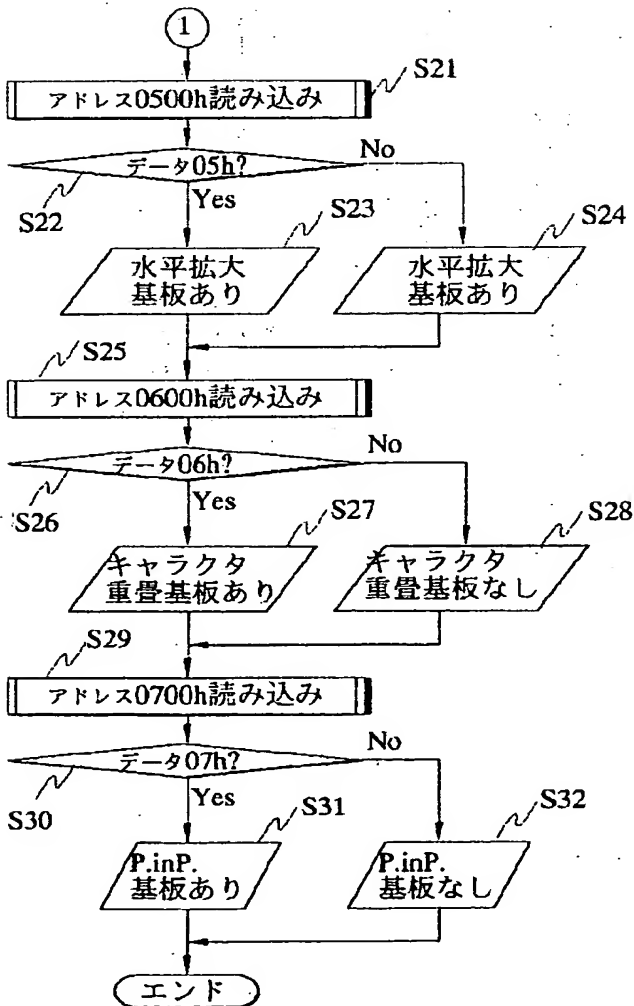 1
S21
アドレス0500h読み込み
データ05h?
No
S22
Yes
S23
S24
水平拡大
基板あり
水平拡大
基板あり
S25
アドレス0600h読み込み
データ06h?
No
S26
Yes
S27
S28
キャラクタ
重畳基板あり
キャラクタ
重畳基板なし
S29
アドレス0700h読み込み
データ07h?
No
S30
Yes
S31
S32
P.inP.
基板あり
P.inP.
基板なし
エンド